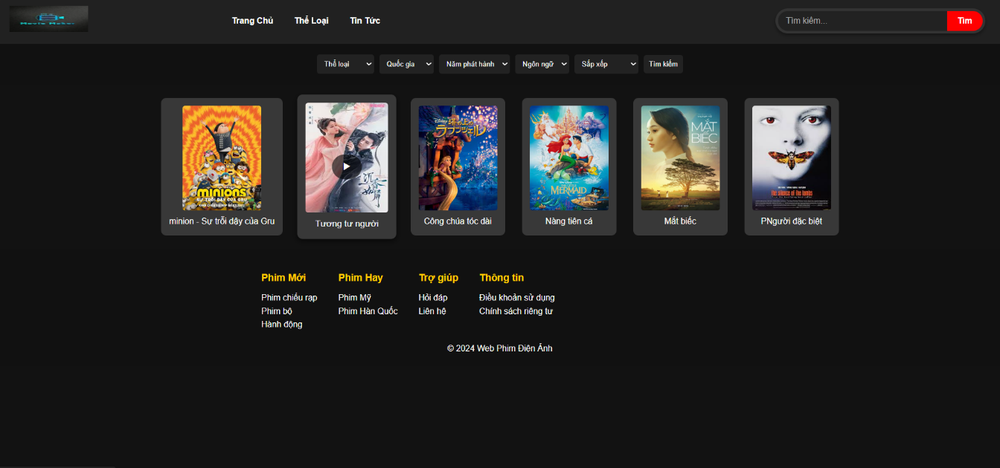 Movie Maker
Trang Chủ
Thể Loại
Tin Tức
Tìm kiếm...
Tìm
Thể loại
Quốc gia
Năm phát hành
Ngôn ngữ
Sắp xếp
Tìm kiếm
minions
SỰ TRỖI DẬY CỦA GRU
Disney
塔の上の
ラプンツェル
MERMAID
MẮT
BIẾC
the silence of the lambs
minion - Sự trỗi dậy của Gru
Tương tư người
Công chúa tóc dài
Nàng tiên cá
Mắt biếc
PNgười đặc biệt
Phim Mới
Phim chiếu rạp
Phim bộ
Hành động
Phim Hay
Phim Mỹ
Phim Hàn Quốc
Trợ giúp
Hỏi đáp
Liên hệ
Thông tin
Điều khoản sử dụng
Chính sách riêng tư
© 2024 Web Phim Điện Ảnh